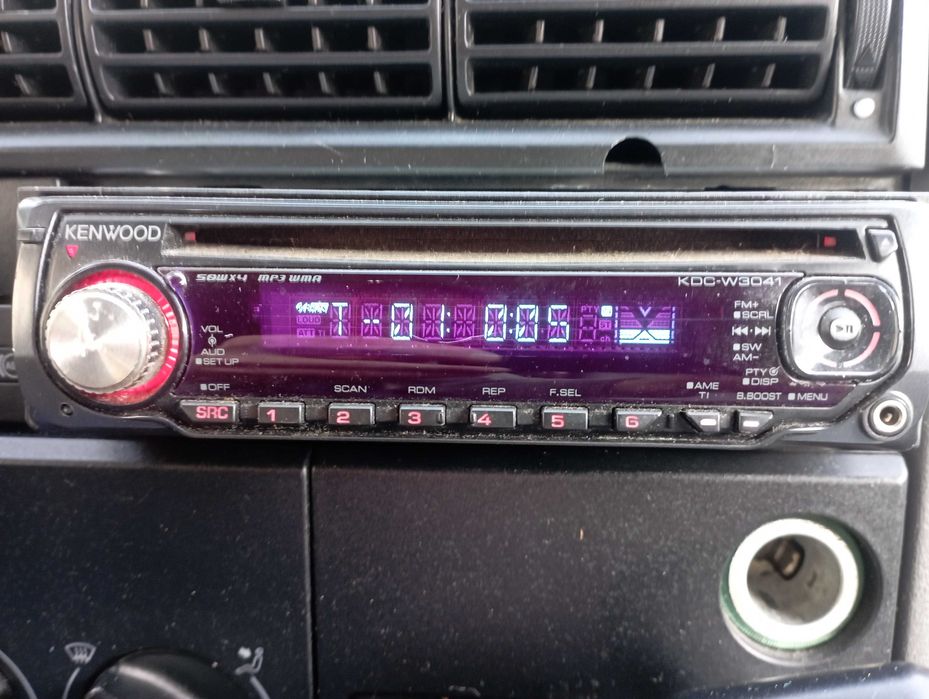 KENWOOD
50WX4 MP3 WMA
KDC-W3041
T-01 0:05
LOUD
VOL
AUD
SET UP
FM+
SCRL
SW
AM-
PTY
DISP
OFF
SCAN
RDM
REP
F.SEL
AME
TI
B.BOOST
MENU
SRC
1
2
3
4
5
6